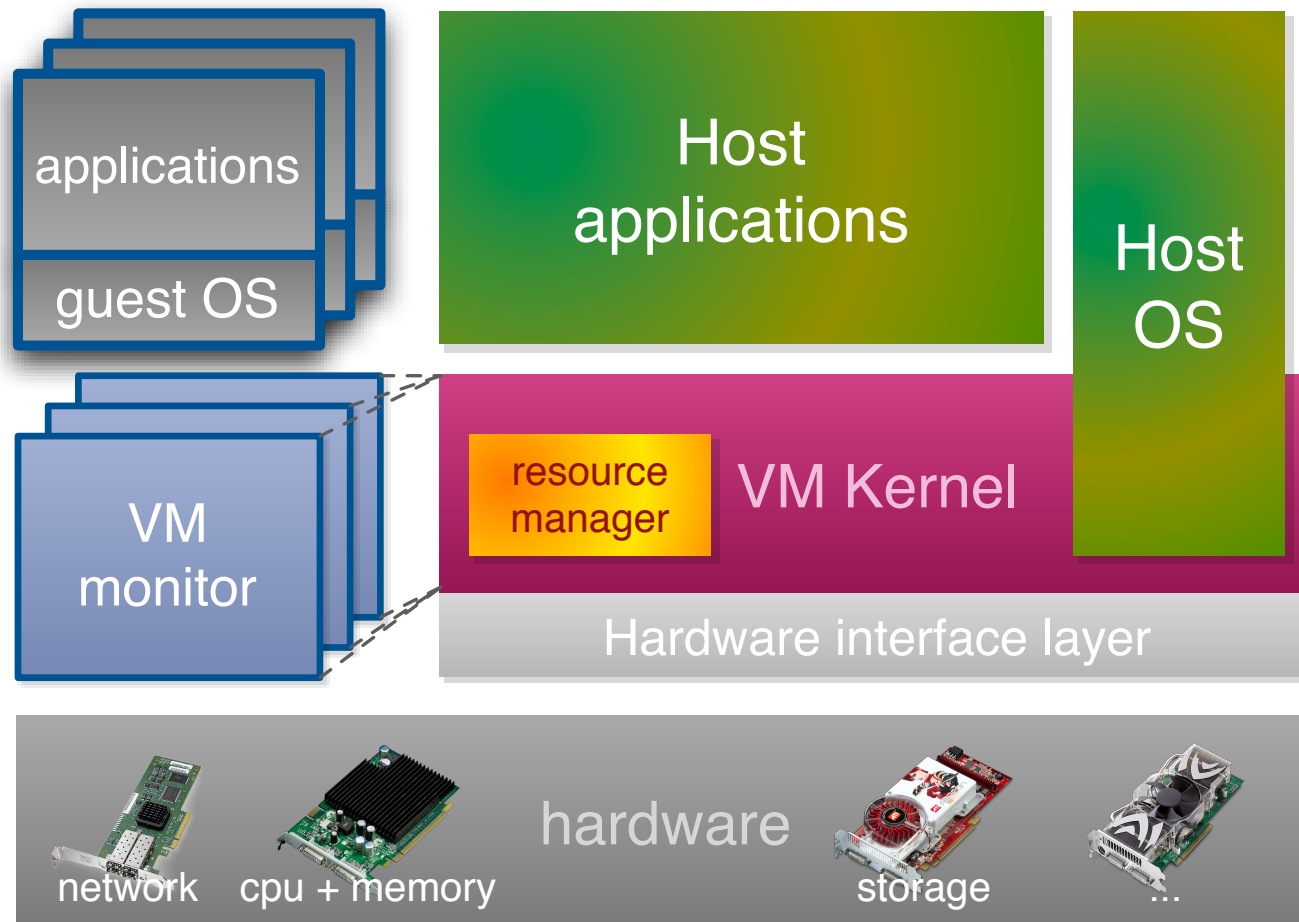 applications
guest OS
Host
applications
Host
OS
VM
monitor
resource
manager
VM Kernel
Hardware interface layer
hardware
network
cpu + memory
storage
...